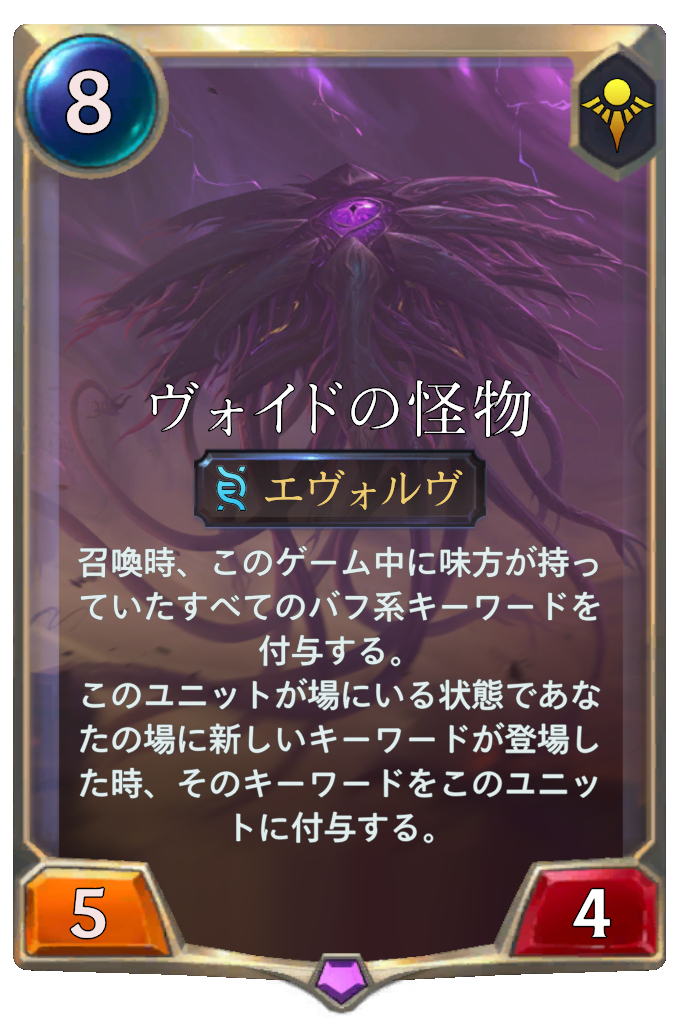 8
ヴォイドの怪物
エヴォルヴ
召喚時、このゲーム中に味方が持っ
ていたすべてのバフ系キーワードを
付与する。
このユニットが場にいる状態であな
たの場に新しいキーワードが登場し
た時、そのキーワードをこのユニッ
トに付与する。
5
4